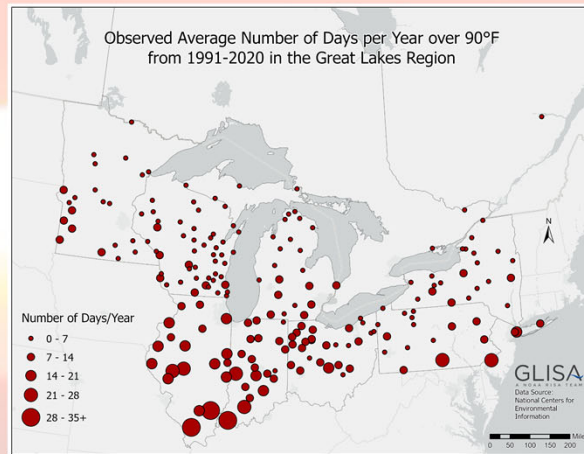 Observed Average Number of Days per Year over 90°F
from 1991-2020 in the Great Lakes Region
N
Number of Days/Year
0 - 7
7 - 14
14 - 21
21 - 28
28 - 35+
GLISA
A NOAA RISA TEAM
Data Source:
National Centers for
Environmental
Information
0 50 100 200 Miles